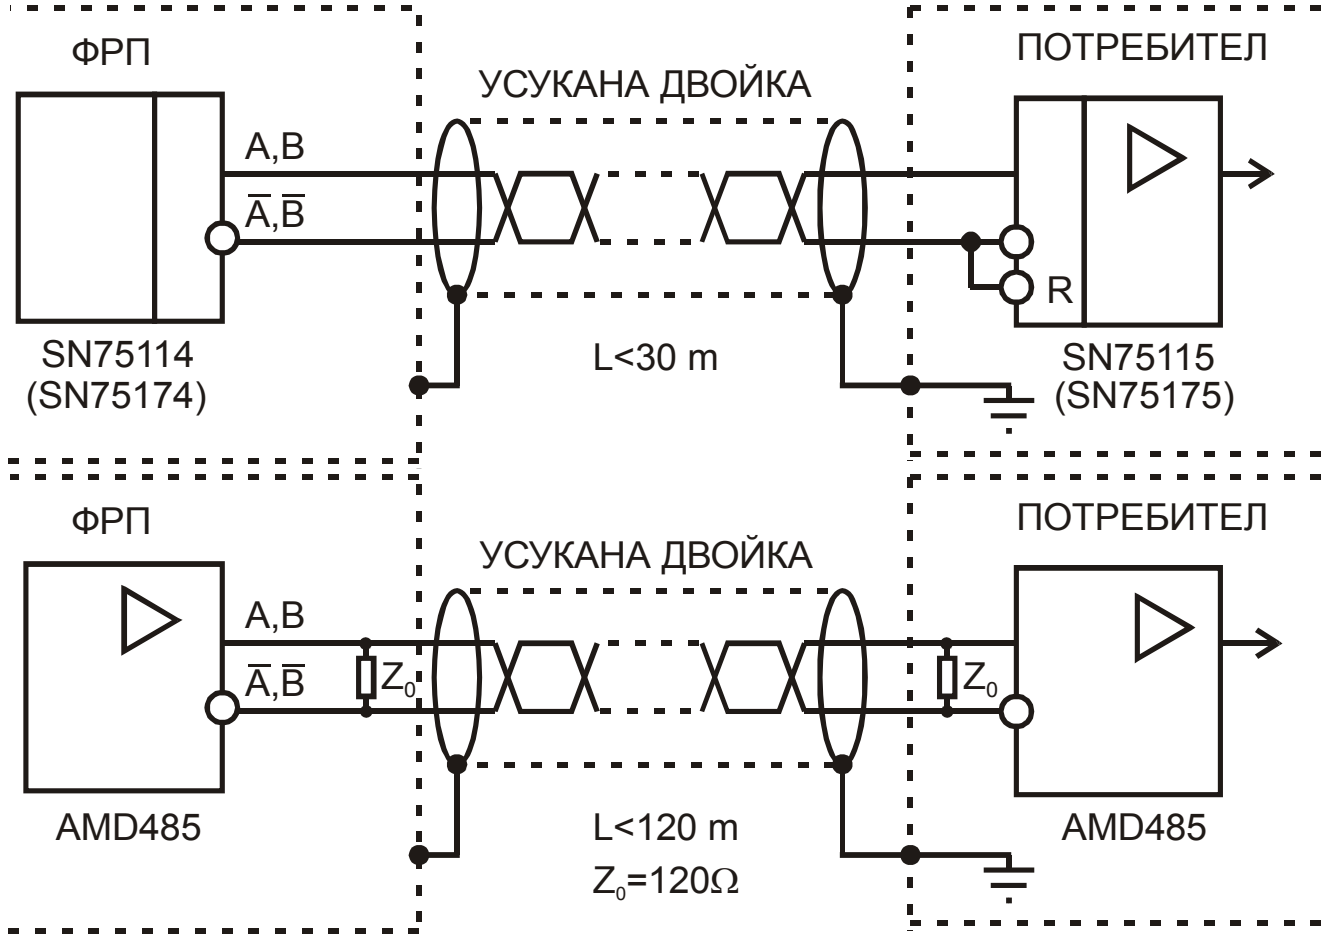 ФРП
ПОТРЕБИТЕЛ
УСУКАНА ДВОЙКА
A,B
A̅,B̅
R
L<30 m
SN75114
(SN75174)
SN75115
(SN75175)
ФРП
ПОТРЕБИТЕЛ
УСУКАНА ДВОЙКА
A,B
A̅,B̅
Z₀
Z₀
AMD485
L<120 m
Z₀=120Ω
AMD485